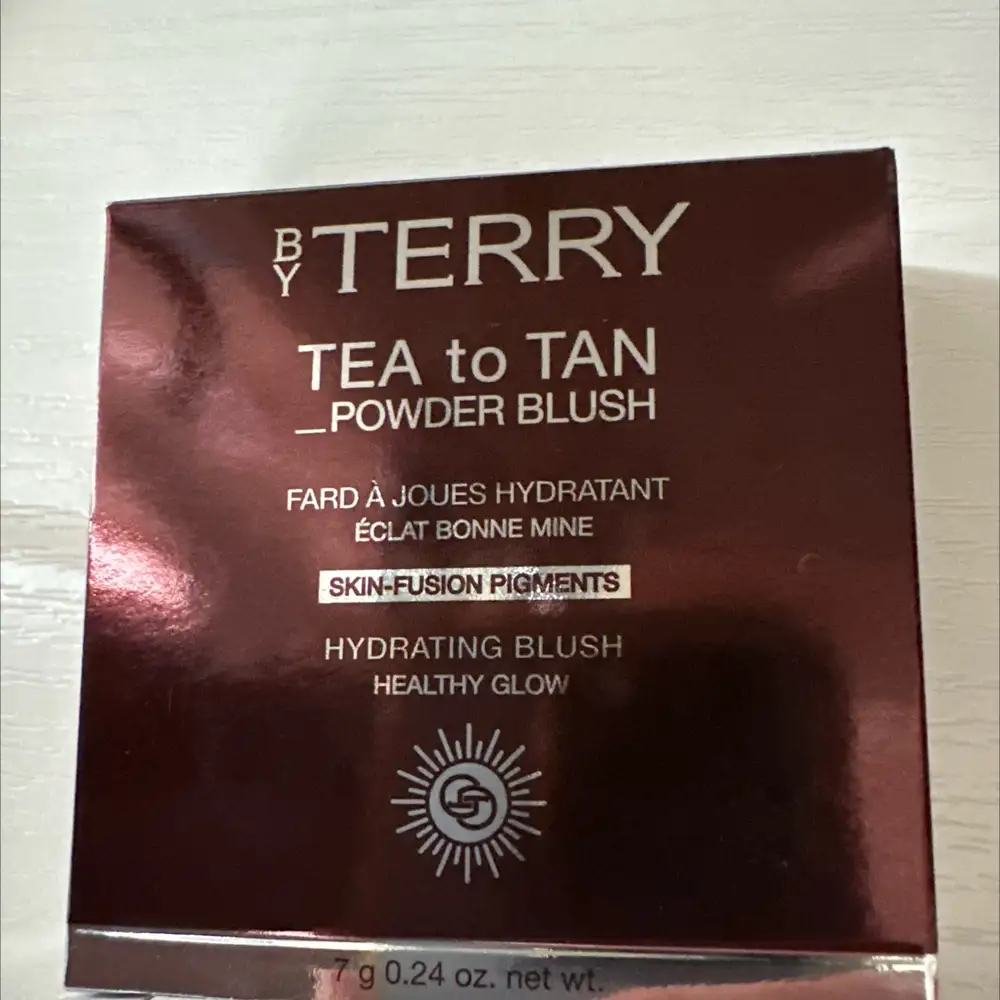 BY TERRY
TEA to TAN
_POWDER BLUSH
FARD À JOUES HYDRATANT
ÉCLAT BONNE MINE
SKIN-FUSION PIGMENTS
HYDRATING BLUSH
HEALTHY GLOW
7 g 0.24 oz. net wt.